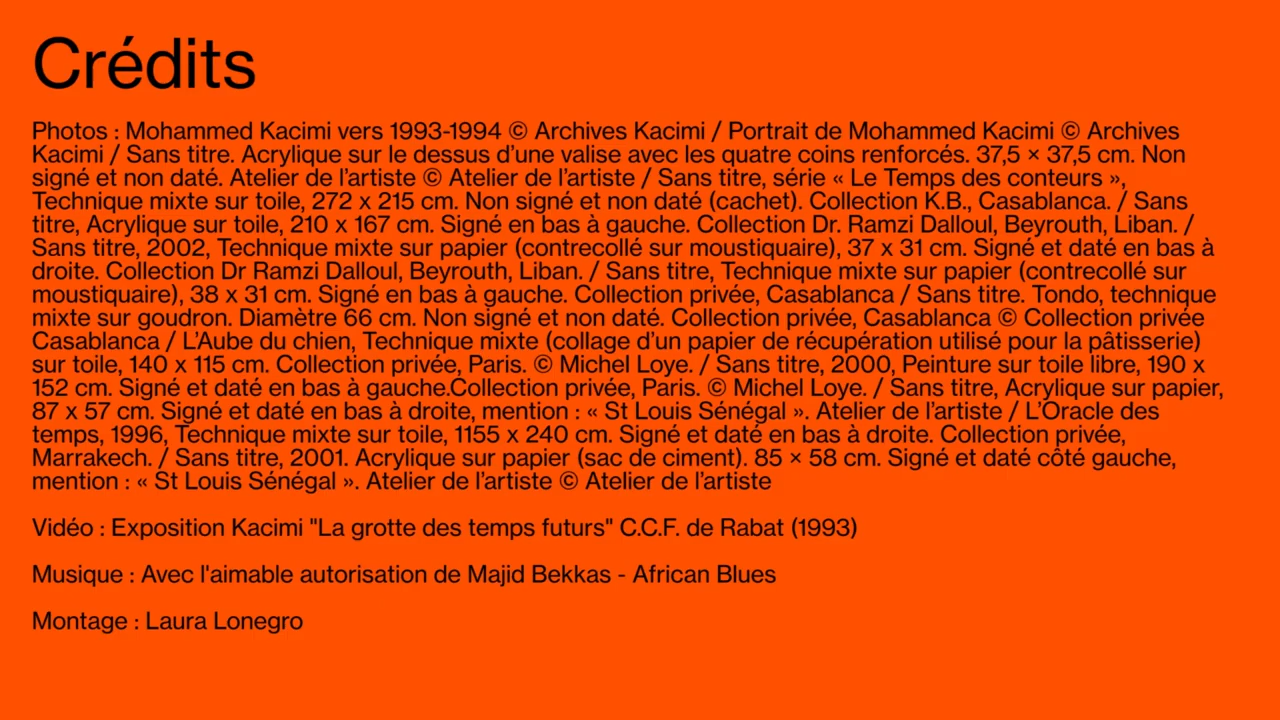 Crédits
Photos : Mohammed Kacimi vers 1993-1994 © Archives Kacimi / Portrait de Mohammed Kacimi © Archives
Kacimi / Sans titre. Acrylique sur le dessus d’une valise avec les quatre coins renforcés. 37,5 × 37,5 cm. Non
signé et non daté. Atelier de l’artiste © Atelier de l’artiste / Sans titre, série « Le Temps des conteurs »,
Technique mixte sur toile, 272 x 215 cm. Non signé et non daté (cachet). Collection K.B., Casablanca. / Sans
titre, Acrylique sur toile, 210 x 167 cm. Signé en bas à gauche. Collection Dr. Ramzi Dalloul, Beyrouth, Liban. /
Sans titre, 2002, Technique mixte sur papier (contrecollé sur moustiquaire), 37 x 31 cm. Signé et daté en bas à
droite. Collection Dr Ramzi Dalloul, Beyrouth, Liban. / Sans titre, Technique mixte sur papier (contrecollé sur
moustiquaire), 38 x 31 cm. Signé en bas à gauche. Collection privée, Casablanca / Sans titre. Tondo, technique
mixte sur goudron. Diamètre 66 cm. Non signé et non daté. Collection privée, Casablanca © Collection privée
Casablanca / L’Aube du chien, Technique mixte (collage d’un papier de récupération utilisé pour la pâtisserie)
sur toile, 140 x 115 cm. Collection privée, Paris. © Michel Loye. / Sans titre, 2000, Peinture sur toile libre, 190 x
152 cm. Signé et daté en bas à gauche.Collection privée, Paris. © Michel Loye. / Sans titre, Acrylique sur papier,
87 x 57 cm. Signé et daté en bas à droite, mention : « St Louis Sénégal ». Atelier de l’artiste / L’Oracle des
temps, 1996, Technique mixte sur toile, 1155 x 240 cm. Signé et daté en bas à droite. Collection privée,
Marrakech. / Sans titre, 2001. Acrylique sur papier (sac de ciment). 85 × 58 cm. Signé et daté côté gauche,
mention : « St Louis Sénégal ». Atelier de l’artiste © Atelier de l’artiste
Vidéo : Exposition Kacimi "La grotte des temps futurs" C.C.F. de Rabat (1993)
Musique : Avec l'aimable autorisation de Majid Bekkas - African Blues
Montage : Laura Lonegro